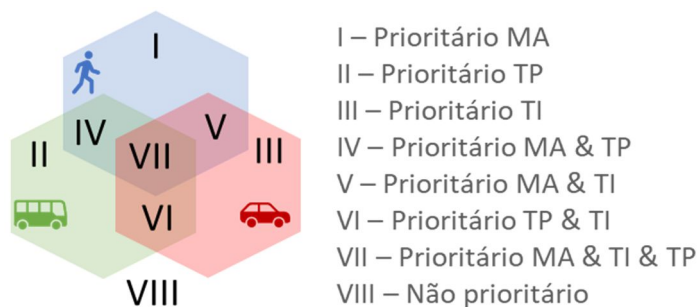 I
IV
V
II
VII
III
VI
VIII
I – Prioritário MA
II – Prioritário TP
III – Prioritário TI
IV – Prioritário MA & TP
V – Prioritário MA & TI
VI – Prioritário TP & TI
VII – Prioritário MA & TI & TP
VIII – Não prioritário